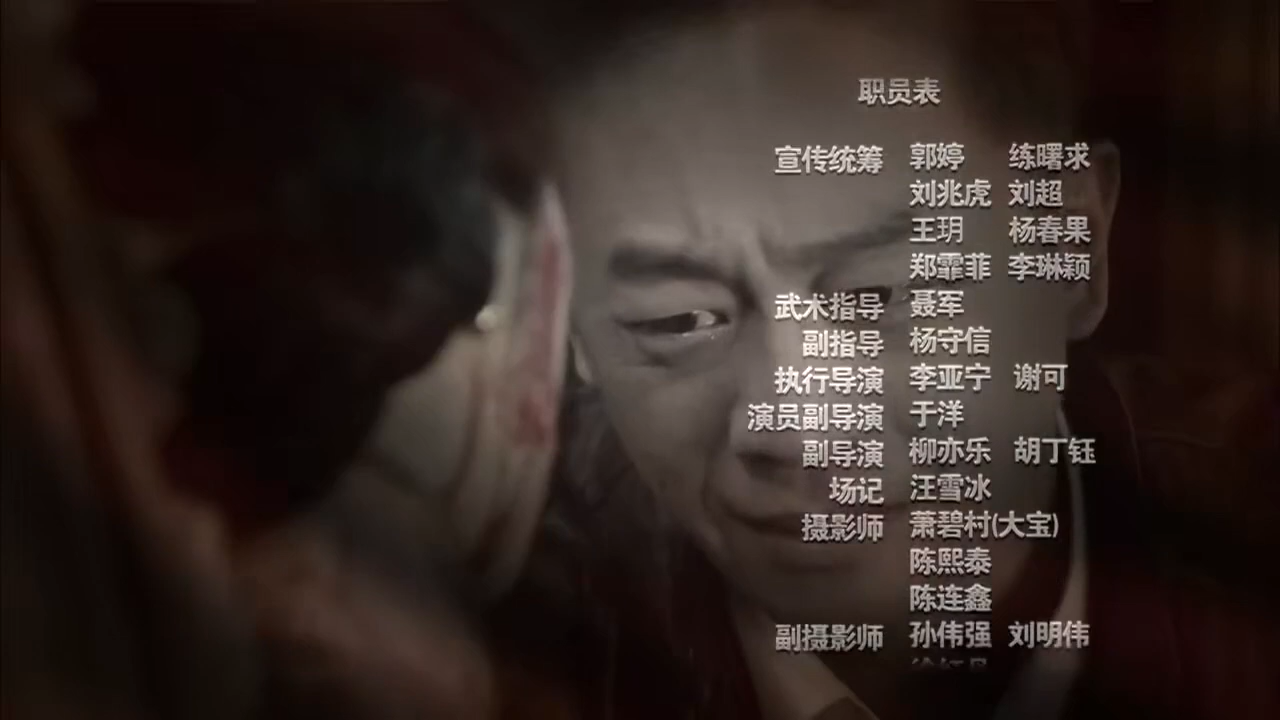 职员表
宣传统筹 郭婷 练曙求
刘兆虎 刘超
王玥 杨春果
郑霏菲 李琳颖
武术指导 聂军
副指导 杨守信
执行导演 李亚宁 谢可
演员副导演 于洋
副导演 柳亦乐 胡丁钰
场记 汪雪冰
摄影师 萧碧村(大宝)
陈熙泰
陈连鑫
副摄影师 孙伟强 刘明伟